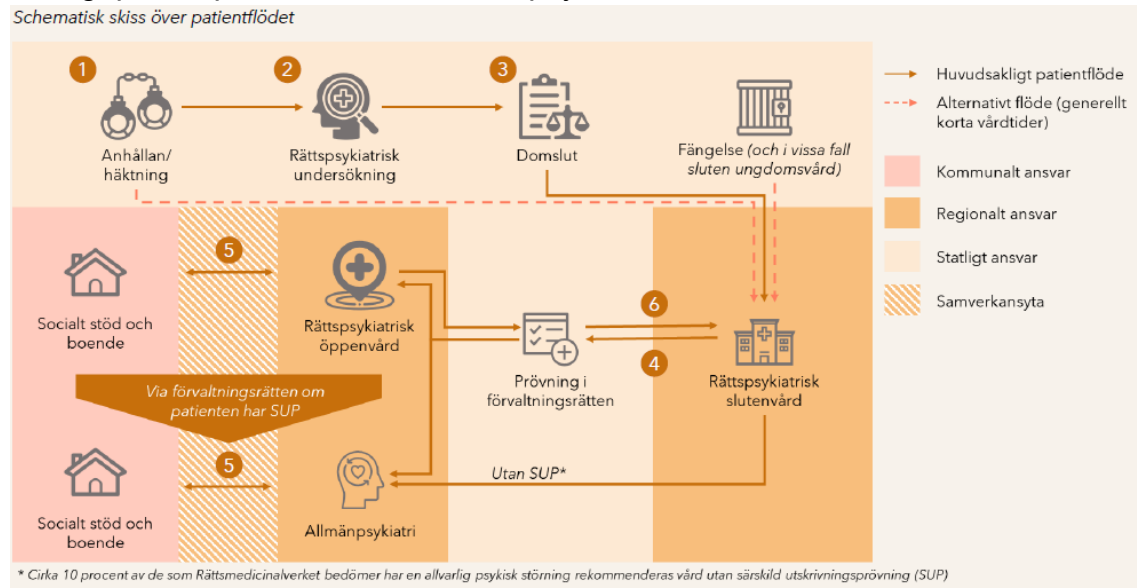 Schematisk skiss över patientflödet
1
2
3
Anhållan/
häktning
Rättspsykiatrisk
undersökning
Domslut
Fängelse (och i vissa fall
sluten ungdomsvård)
Huvudsakligt patientflöde
Alternativt flöde (generellt
korta vårdtider)
Kommunalt ansvar
Regionalt ansvar
Statligt ansvar
Samverkansyta
5
Socialt stöd och
boende
Rättspsykiatrisk
öppenvård
6
4
Prövning i
förvaltningsrätten
Rättspsykiatrisk
slutenvård
Via förvaltningsrätten om
patienten har SUP
5
Socialt stöd och
boende
Allmänpsykiatri
Utan SUP*
* Cirka 10 procent av de som Rättsmedicinalverket bedömer har en allvarlig psykisk störning rekommenderas vård utan särskild utskrivningsprövning (SUP)